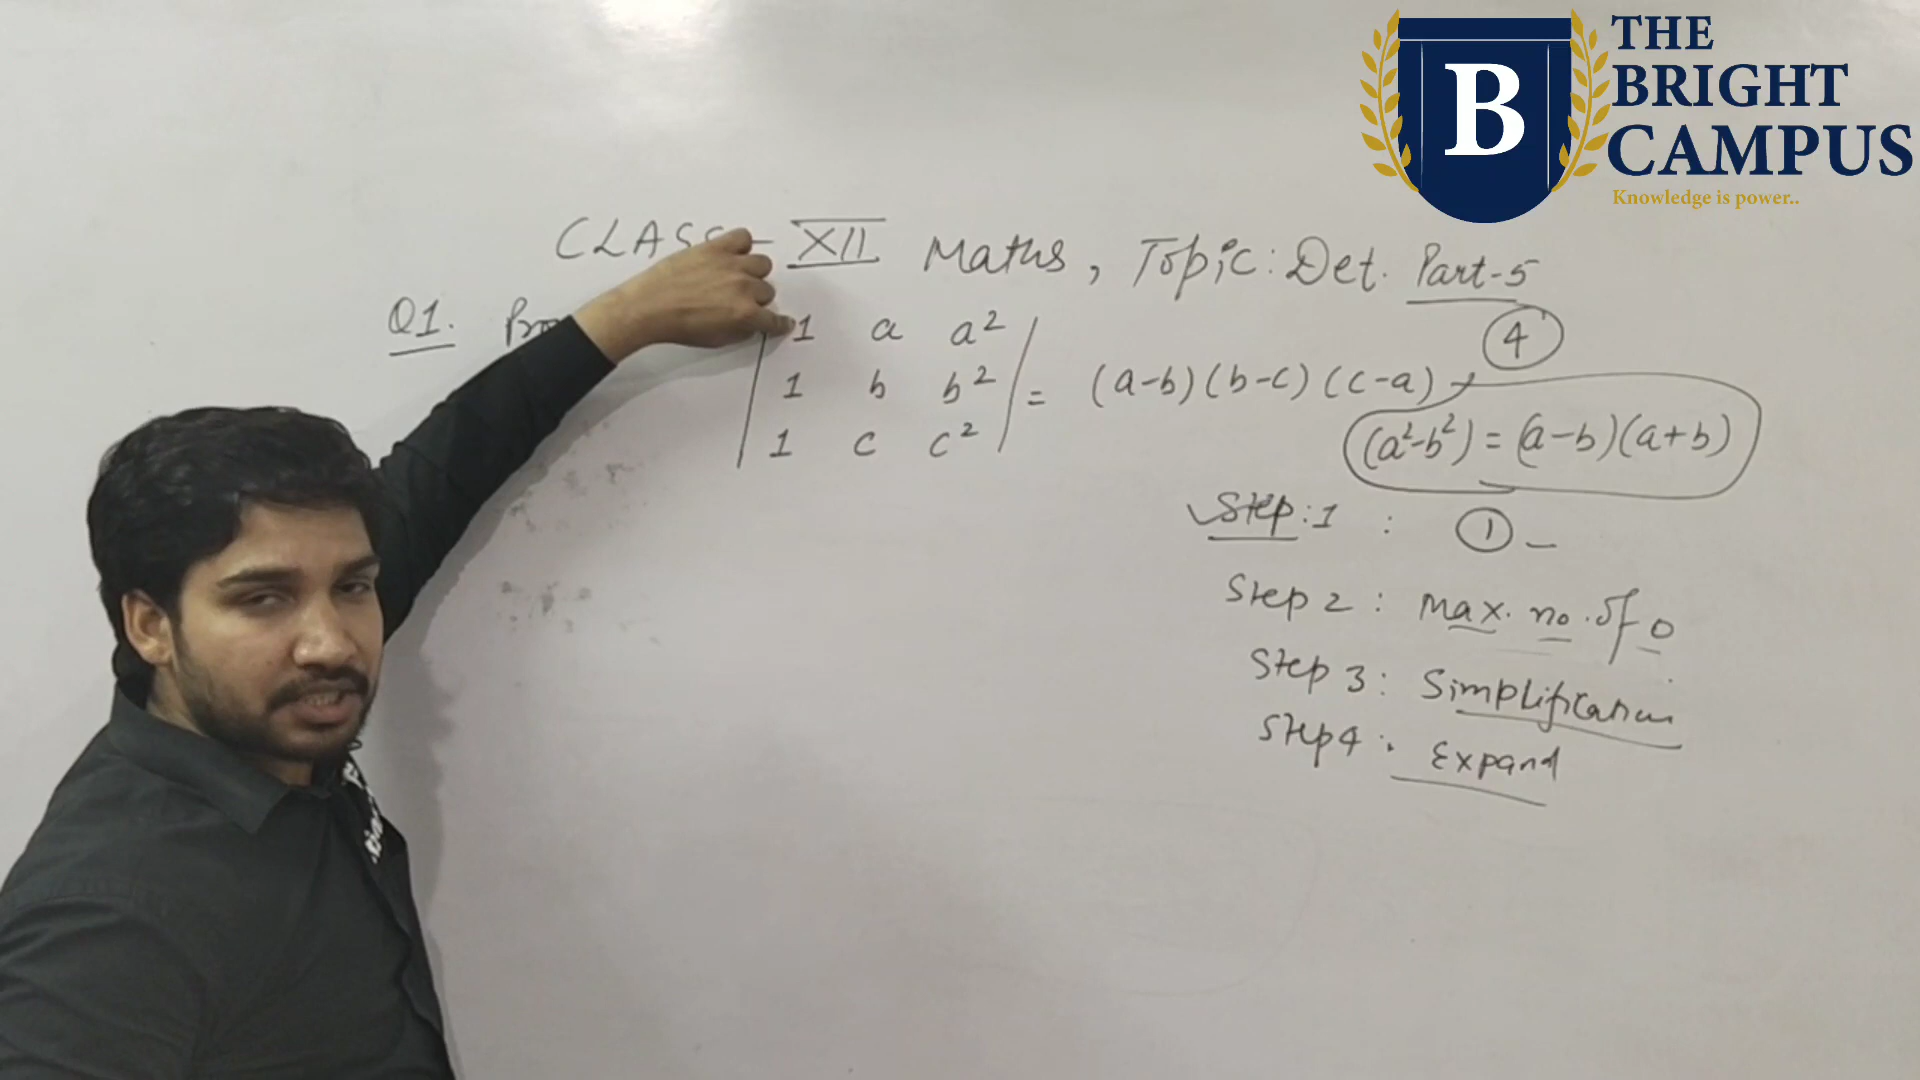 THE
BRIGHT
CAMPUS
Knowledge is power..
B
CLASS - XII Maths, Topic: Det. Part-5
Q1.
1 a a²
1 b b² = (a-b)(b-c)(c-a)
1 c c²
4
(a²-b²) = (a-b)(a+b)
Step:1 : 1 -
Step 2 : Max. no. of 0
Step 3 : Simplification
Step 4 : Expand